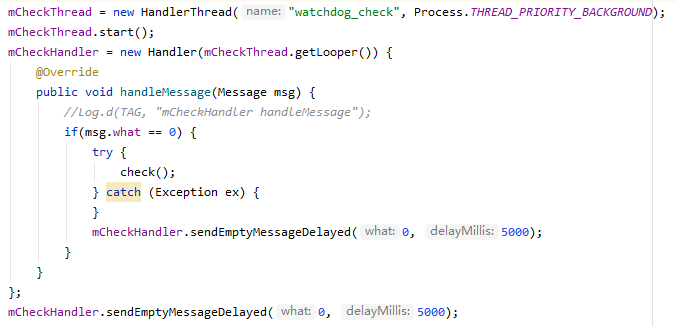 mCheckThread = new HandlerThread( name: "watchdog_check", Process.THREAD_PRIORITY_BACKGROUND);
mCheckThread.start();
mCheckHandler = new Handler(mCheckThread.getLooper()) {
    @Override
    public void handleMessage(Message msg) {
        //Log.d(TAG, "mCheckHandler handleMessage");
        if(msg.what == 0) {
            try {
                check();
            } catch (Exception ex) {
            }
            mCheckHandler.sendEmptyMessageDelayed( what: 0, delayMillis: 5000);
        }
    }
};
mCheckHandler.sendEmptyMessageDelayed( what: 0, delayMillis: 5000);